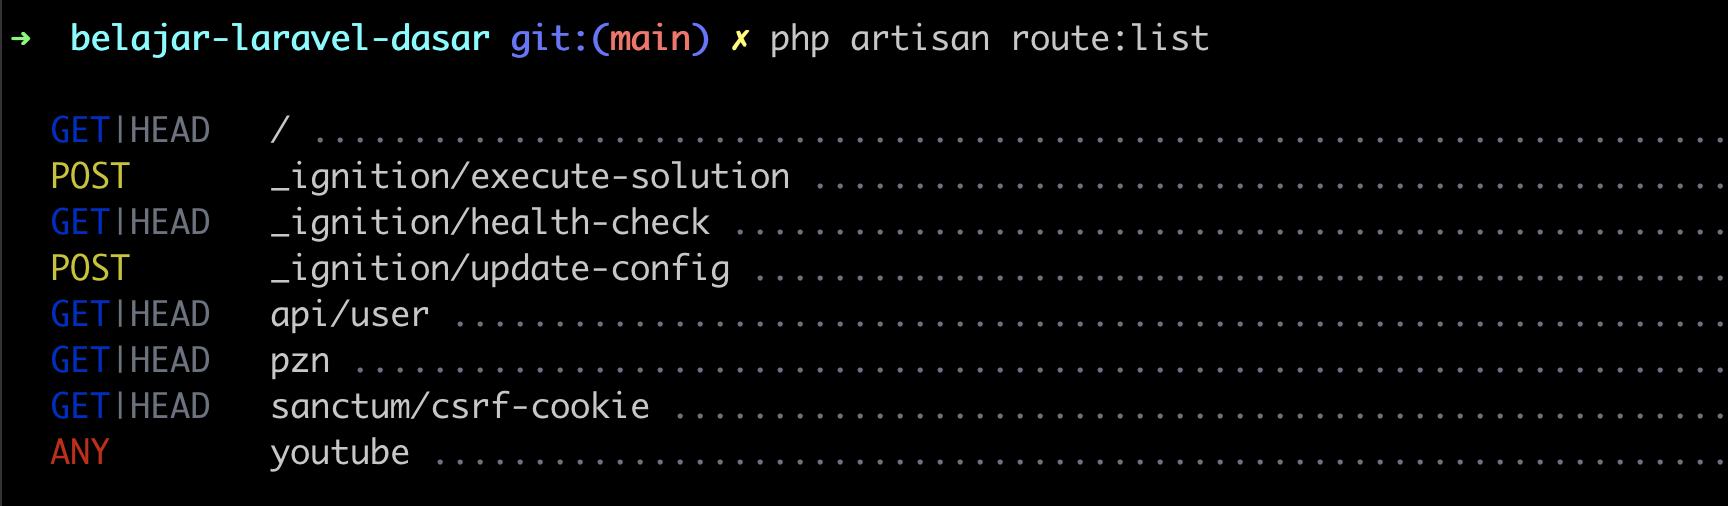 ➜  belajar-laravel-dasar git:(main) ✗ php artisan route:list
GET|HEAD   / .......................................................................
POST       _ignition/execute-solution ..............................................
GET|HEAD   _ignition/health-check ..................................................
POST       _ignition/update-config .................................................
GET|HEAD   api/user ................................................................
GET|HEAD   pzn .....................................................................
GET|HEAD   sanctum/csrf-cookie .....................................................
ANY        youtube .................................................................